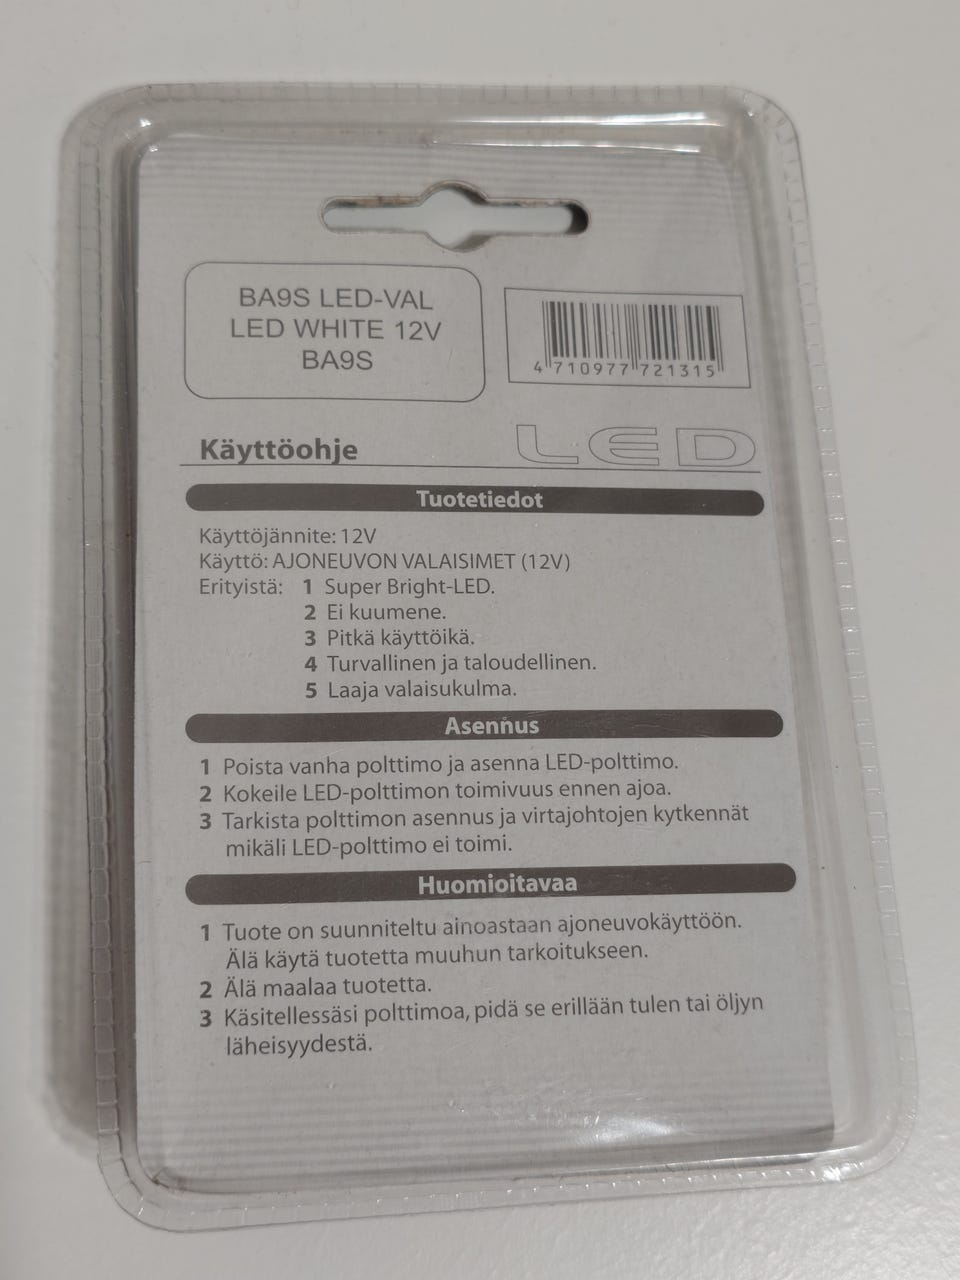 BA9S LED-VAL
LED WHITE 12V
BA9S
4 710977 721315
Käyttöohje
LED
Tuotetiedot
Käyttöjännite: 12V
Käyttö: AJONEUVON VALAISIMET (12V)
Erityistä: 1 Super Bright-LED.
2 Ei kuumene.
3 Pitkä käyttöikä.
4 Turvallinen ja taloudellinen.
5 Laaja valaisukulma.
Asennus
1 Poista vanha polttimo ja asenna LED-polttimo.
2 Kokeile LED-polttimon toimivuus ennen ajoa.
3 Tarkista polttimon asennus ja virtajohtojen kytkennät
mikäli LED-polttimo ei toimi.
Huomioitavaa
1 Tuote on suunniteltu ainoastaan ajoneuvokäyttöön.
Älä käytä tuotetta muuhun tarkoitukseen.
2 Älä maalaa tuotetta.
3 Käsitellessäsi polttimoa, pidä se erillään tulen tai öljyn
läheisyydestä.